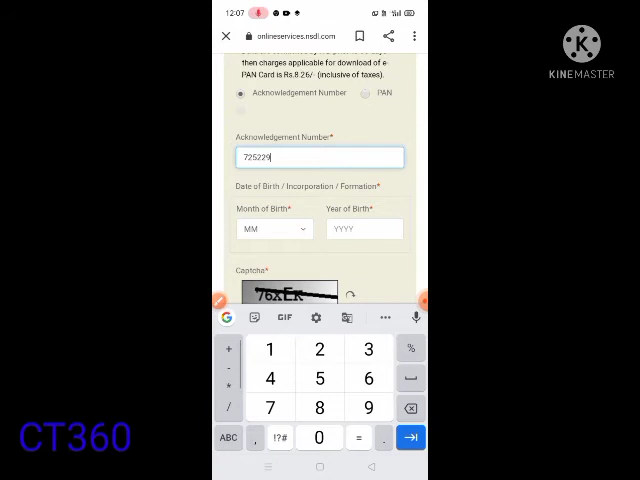 12:07
onlineservices.nsdl.com
then charges applicable for download of e-
PAN Card is Rs.8.26/- (inclusive of taxes).
Acknowledgement Number
PAN
Acknowledgement Number*
725229
Date of Birth / Incorporation / Formation*
Month of Birth*
Year of Birth*
MM
YYYY
Captcha*
76xEK
GIF
+ 1 2 3 %
- 4 5 6
*
/ 7 8 9
ABC , !?# 0 = .
K
KINEMASTER
CT360